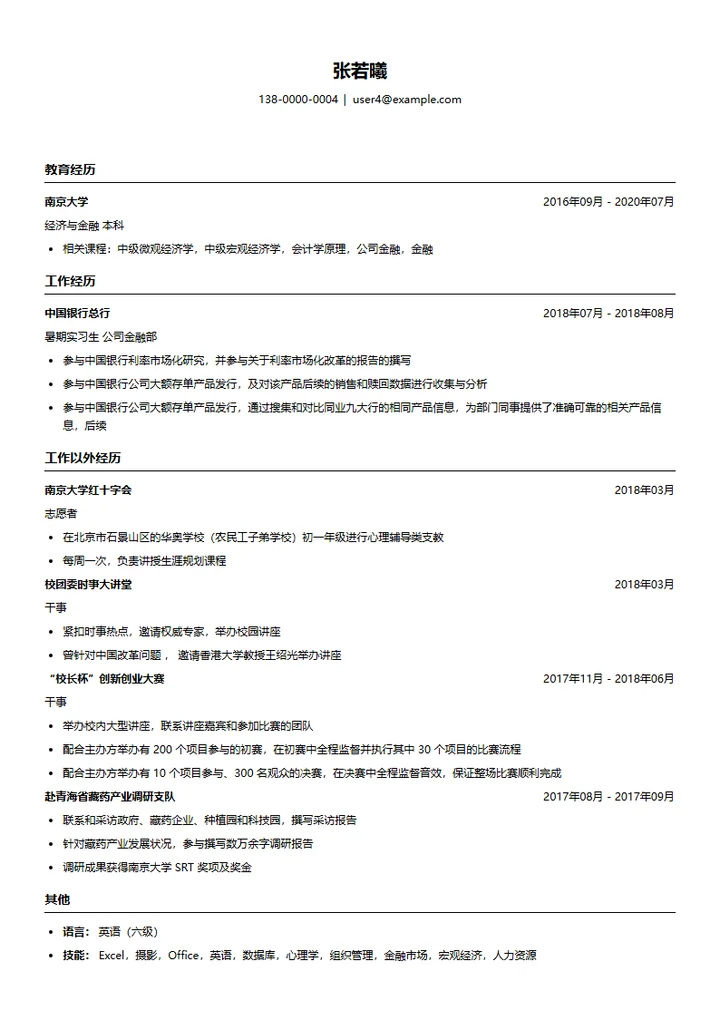 张若曦
138-0000-0004 | user4@example.com
教育经历
南京大学 2016年09月 - 2020年07月
经济与金融 本科
• 相关课程：中级微观经济学，中级宏观经济学，会计学原理，公司金融，金融
工作经历
中国银行总行 2018年07月 - 2018年08月
暑期实习生 公司金融部
• 参与中国银行利率市场化研究，并参与关于利率市场化改革的报告的撰写
• 参与中国银行公司大额存单产品发行，及对该产品后续的销售和赎回数据进行收集与分析
• 参与中国银行公司大额存单产品发行，通过搜集和对比同业九大行的相同产品信息，为部门同事提供了准确可靠的相关产品信
息，后续
工作以外经历
南京大学红十字会 2018年03月
志愿者
• 在北京市石景山区的华奥学校（农民工子弟学校）初一年级进行心理辅导类支教
• 每周一次，负责讲授生涯规划课程
校团委时事大讲堂 2018年03月
干事
• 紧扣时事热点，邀请权威专家，举办校园讲座
• 曾针对中国改革问题 ， 邀请香港大学教授王绍光举办讲座
“校长杯”创新创业大赛 2017年11月 - 2018年06月
干事
• 举办校内大型讲座，联系讲座嘉宾和参加比赛的团队
• 配合主办方举办有 200 个项目参与的初赛，在初赛中全程监督并执行其中 30 个项目的比赛流程
• 配合主办方举办有 10 个项目参与、300 名观众的决赛，在决赛中全程监督音效，保证整场比赛顺利完成
赴青海省藏药产业调研支队 2017年08月 - 2017年09月
• 联系和采访政府、藏药企业、种植园和科技园，撰写采访报告
• 针对藏药产业发展状况，参与撰写数万余字调研报告
• 调研成果获得南京大学 SRT 奖项及奖金
其他
• 语言： 英语（六级）
• 技能： Excel，摄影，Office，英语，数据库，心理学，组织管理，金融市场，宏观经济，人力资源